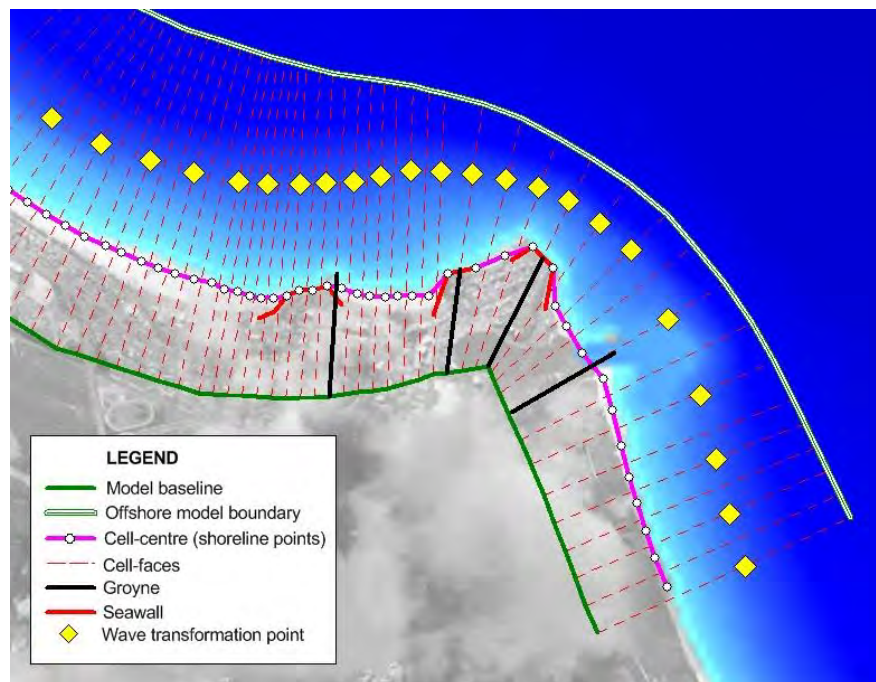 LEGEND
Model baseline
Offshore model boundary
Cell-centre (shoreline points)
Cell-faces
Groyne
Seawall
Wave transformation point